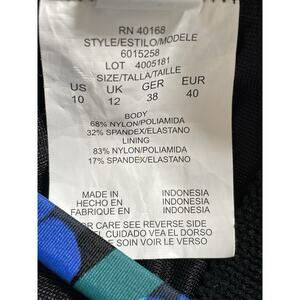 RN 40168
STYLE/ESTILO/MODELE
6015258
LOT 4005181
SIZE/TALLA/TAILLE
US UK GER EUR
10 12 38 40
BODY
68% NYLON/POLIAMIDA
32% SPANDEX/ELASTANO
LINING
83% NYLON/POLIAMIDA
17% SPANDEX/ELASTANO
MADE IN INDONESIA
HECHO EN INDONESIA
FABRIQUE EN INDONESIA
FOR CARE SEE REVERSE SIDE
EL CUIDADO VEA EL DORSO
SOIN VOIR LE VERSO